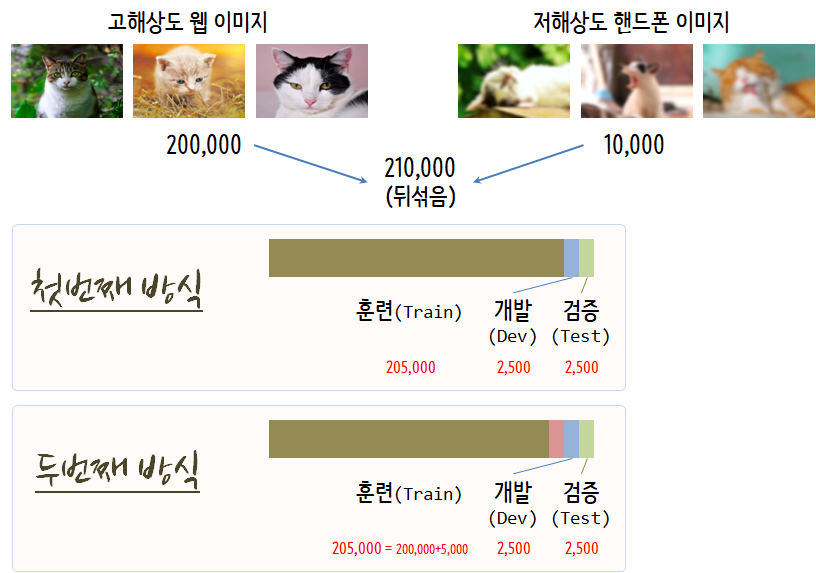 고해상도 웹 이미지
저해상도 핸드폰 이미지
200,000
10,000
210,000
(뒤섞음)
첫번째 방식
훈련(Train)
개발
(Dev)
검증
(Test)
205,000
2,500
2,500
두번째 방식
훈련(Train)
개발
(Dev)
검증
(Test)
205,000 = 200,000+5,000
2,500
2,500